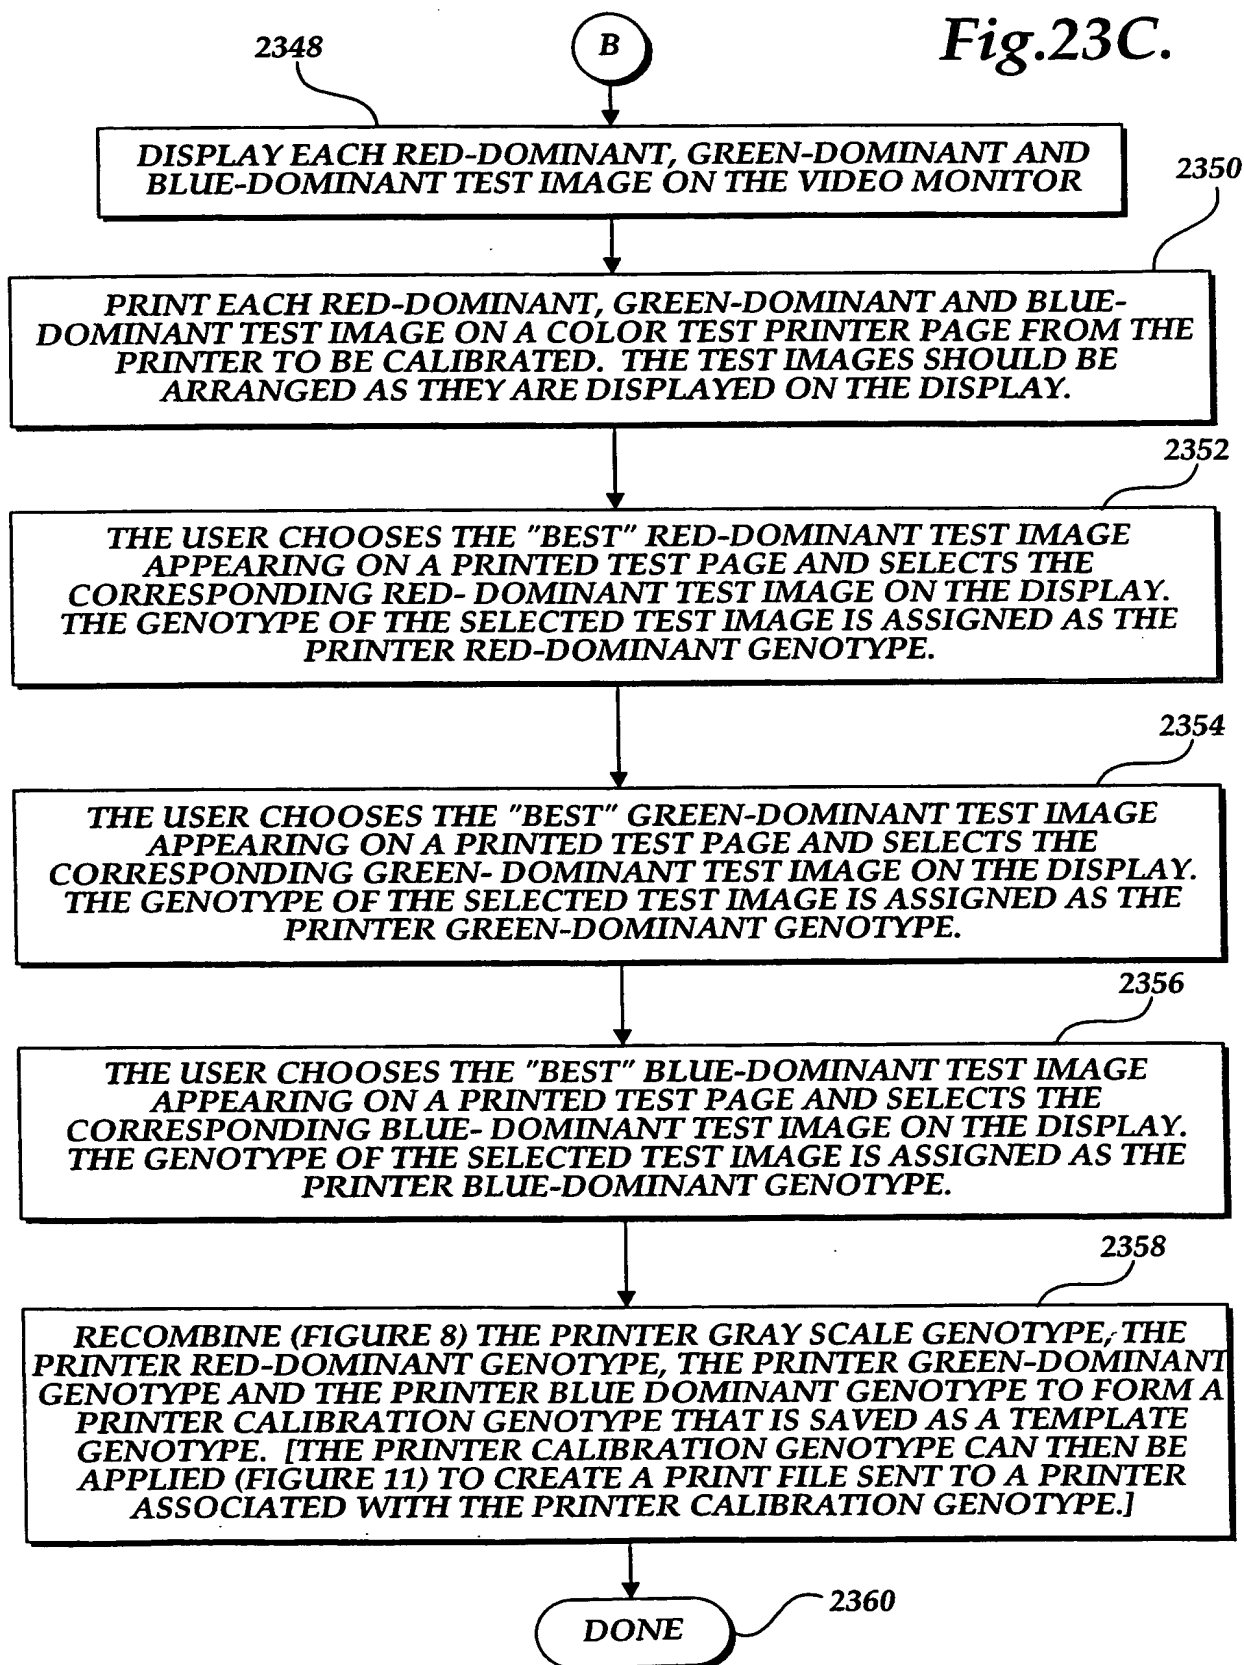 Fig.23C.
B
2348
DISPLAY EACH RED-DOMINANT, GREEN-DOMINANT AND
BLUE-DOMINANT TEST IMAGE ON THE VIDEO MONITOR
2350
PRINT EACH RED-DOMINANT, GREEN-DOMINANT AND BLUE-
DOMINANT TEST IMAGE ON A COLOR TEST PRINTER PAGE FROM THE
PRINTER TO BE CALIBRATED. THE TEST IMAGES SHOULD BE
ARRANGED AS THEY ARE DISPLAYED ON THE DISPLAY.
2352
THE USER CHOOSES THE "BEST" RED-DOMINANT TEST IMAGE
APPEARING ON A PRINTED TEST PAGE AND SELECTS THE
CORRESPONDING RED- DOMINANT TEST IMAGE ON THE DISPLAY.
THE GENOTYPE OF THE SELECTED TEST IMAGE IS ASSIGNED AS THE
PRINTER RED-DOMINANT GENOTYPE.
2354
THE USER CHOOSES THE "BEST" GREEN-DOMINANT TEST IMAGE
APPEARING ON A PRINTED TEST PAGE AND SELECTS THE
CORRESPONDING GREEN- DOMINANT TEST IMAGE ON THE DISPLAY.
THE GENOTYPE OF THE SELECTED TEST IMAGE IS ASSIGNED AS THE
PRINTER GREEN-DOMINANT GENOTYPE.
2356
THE USER CHOOSES THE "BEST" BLUE-DOMINANT TEST IMAGE
APPEARING ON A PRINTED TEST PAGE AND SELECTS THE
CORRESPONDING BLUE- DOMINANT TEST IMAGE ON THE DISPLAY.
THE GENOTYPE OF THE SELECTED TEST IMAGE IS ASSIGNED AS THE
PRINTER BLUE-DOMINANT GENOTYPE.
2358
RECOMBINE (FIGURE 8) THE PRINTER GRAY SCALE GENOTYPE, THE
PRINTER RED-DOMINANT GENOTYPE, THE PRINTER GREEN-DOMINANT
GENOTYPE AND THE PRINTER BLUE DOMINANT GENOTYPE TO FORM A
PRINTER CALIBRATION GENOTYPE THAT IS SAVED AS A TEMPLATE
GENOTYPE. [THE PRINTER CALIBRATION GENOTYPE CAN THEN BE
APPLIED (FIGURE 11) TO CREATE A PRINT FILE SENT TO A PRINTER
ASSOCIATED WITH THE PRINTER CALIBRATION GENOTYPE.]
DONE
2360